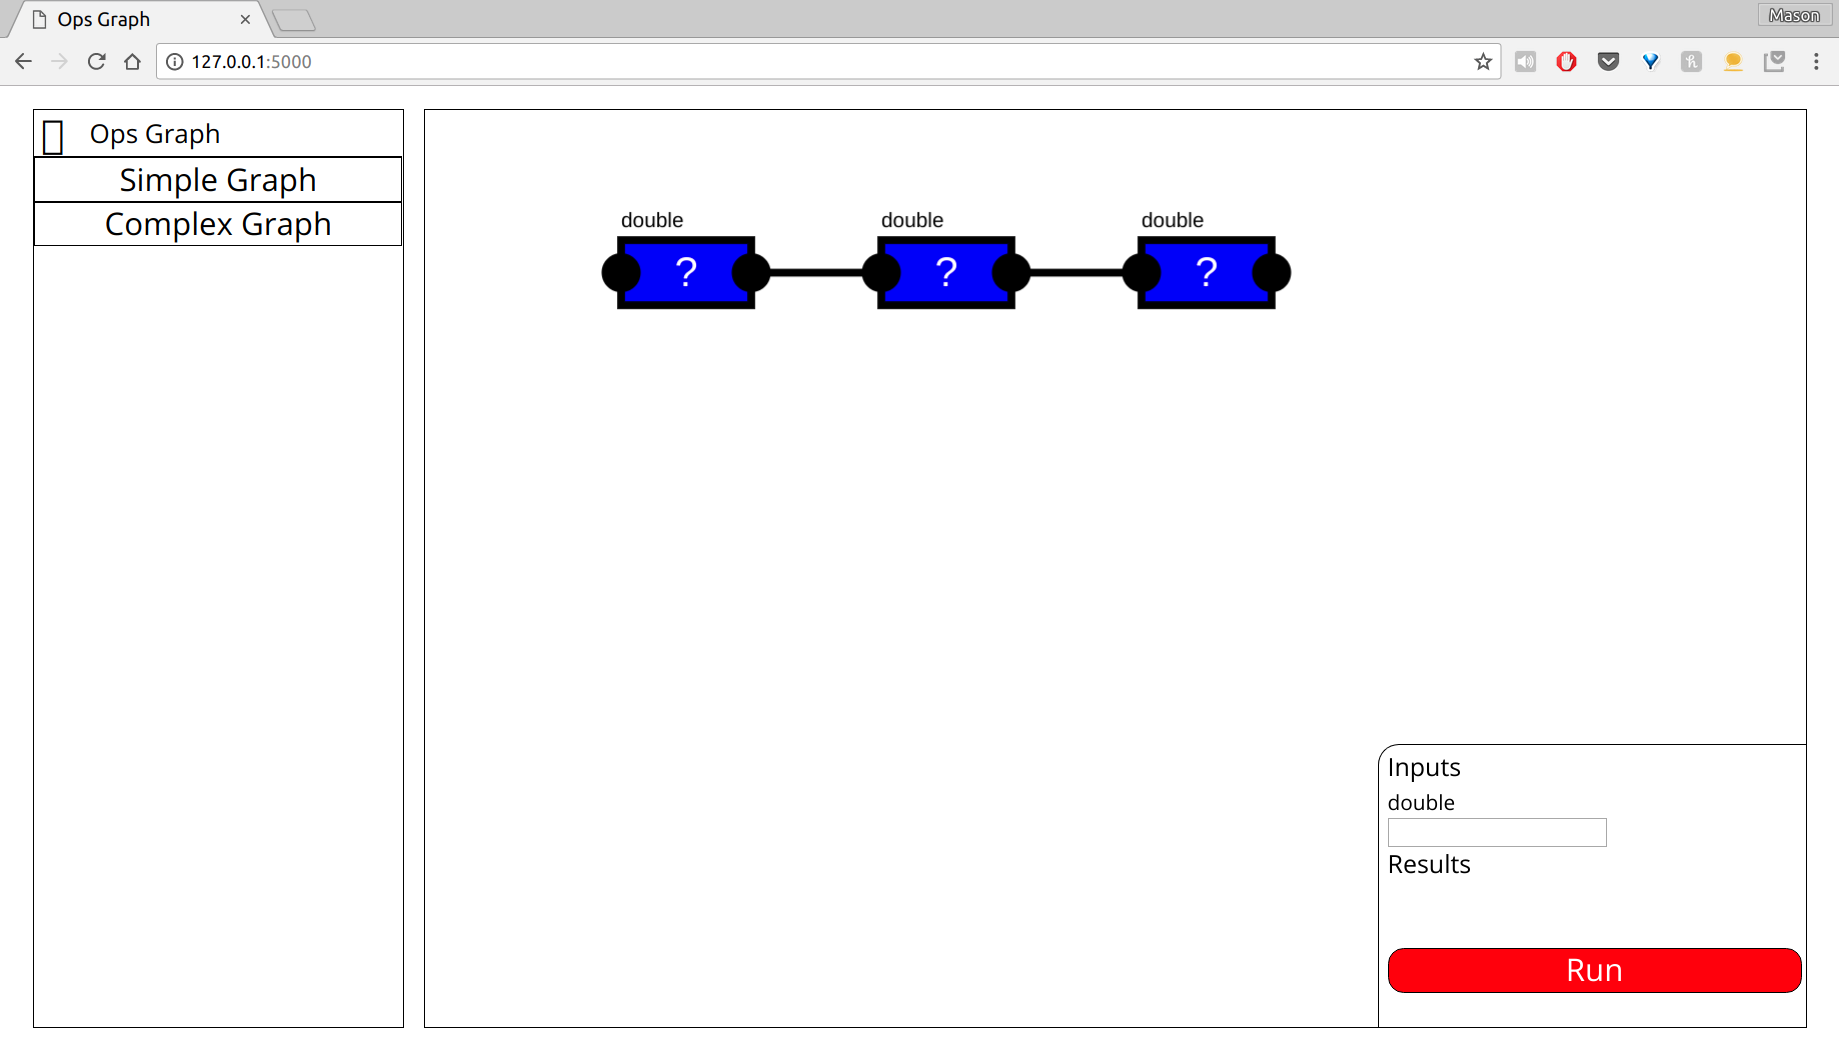 Ops Graph
Mason
127.0.0.1:5000
Ops Graph
Simple Graph
Complex Graph
double double double
? ? ?
Inputs
double
Results
Run